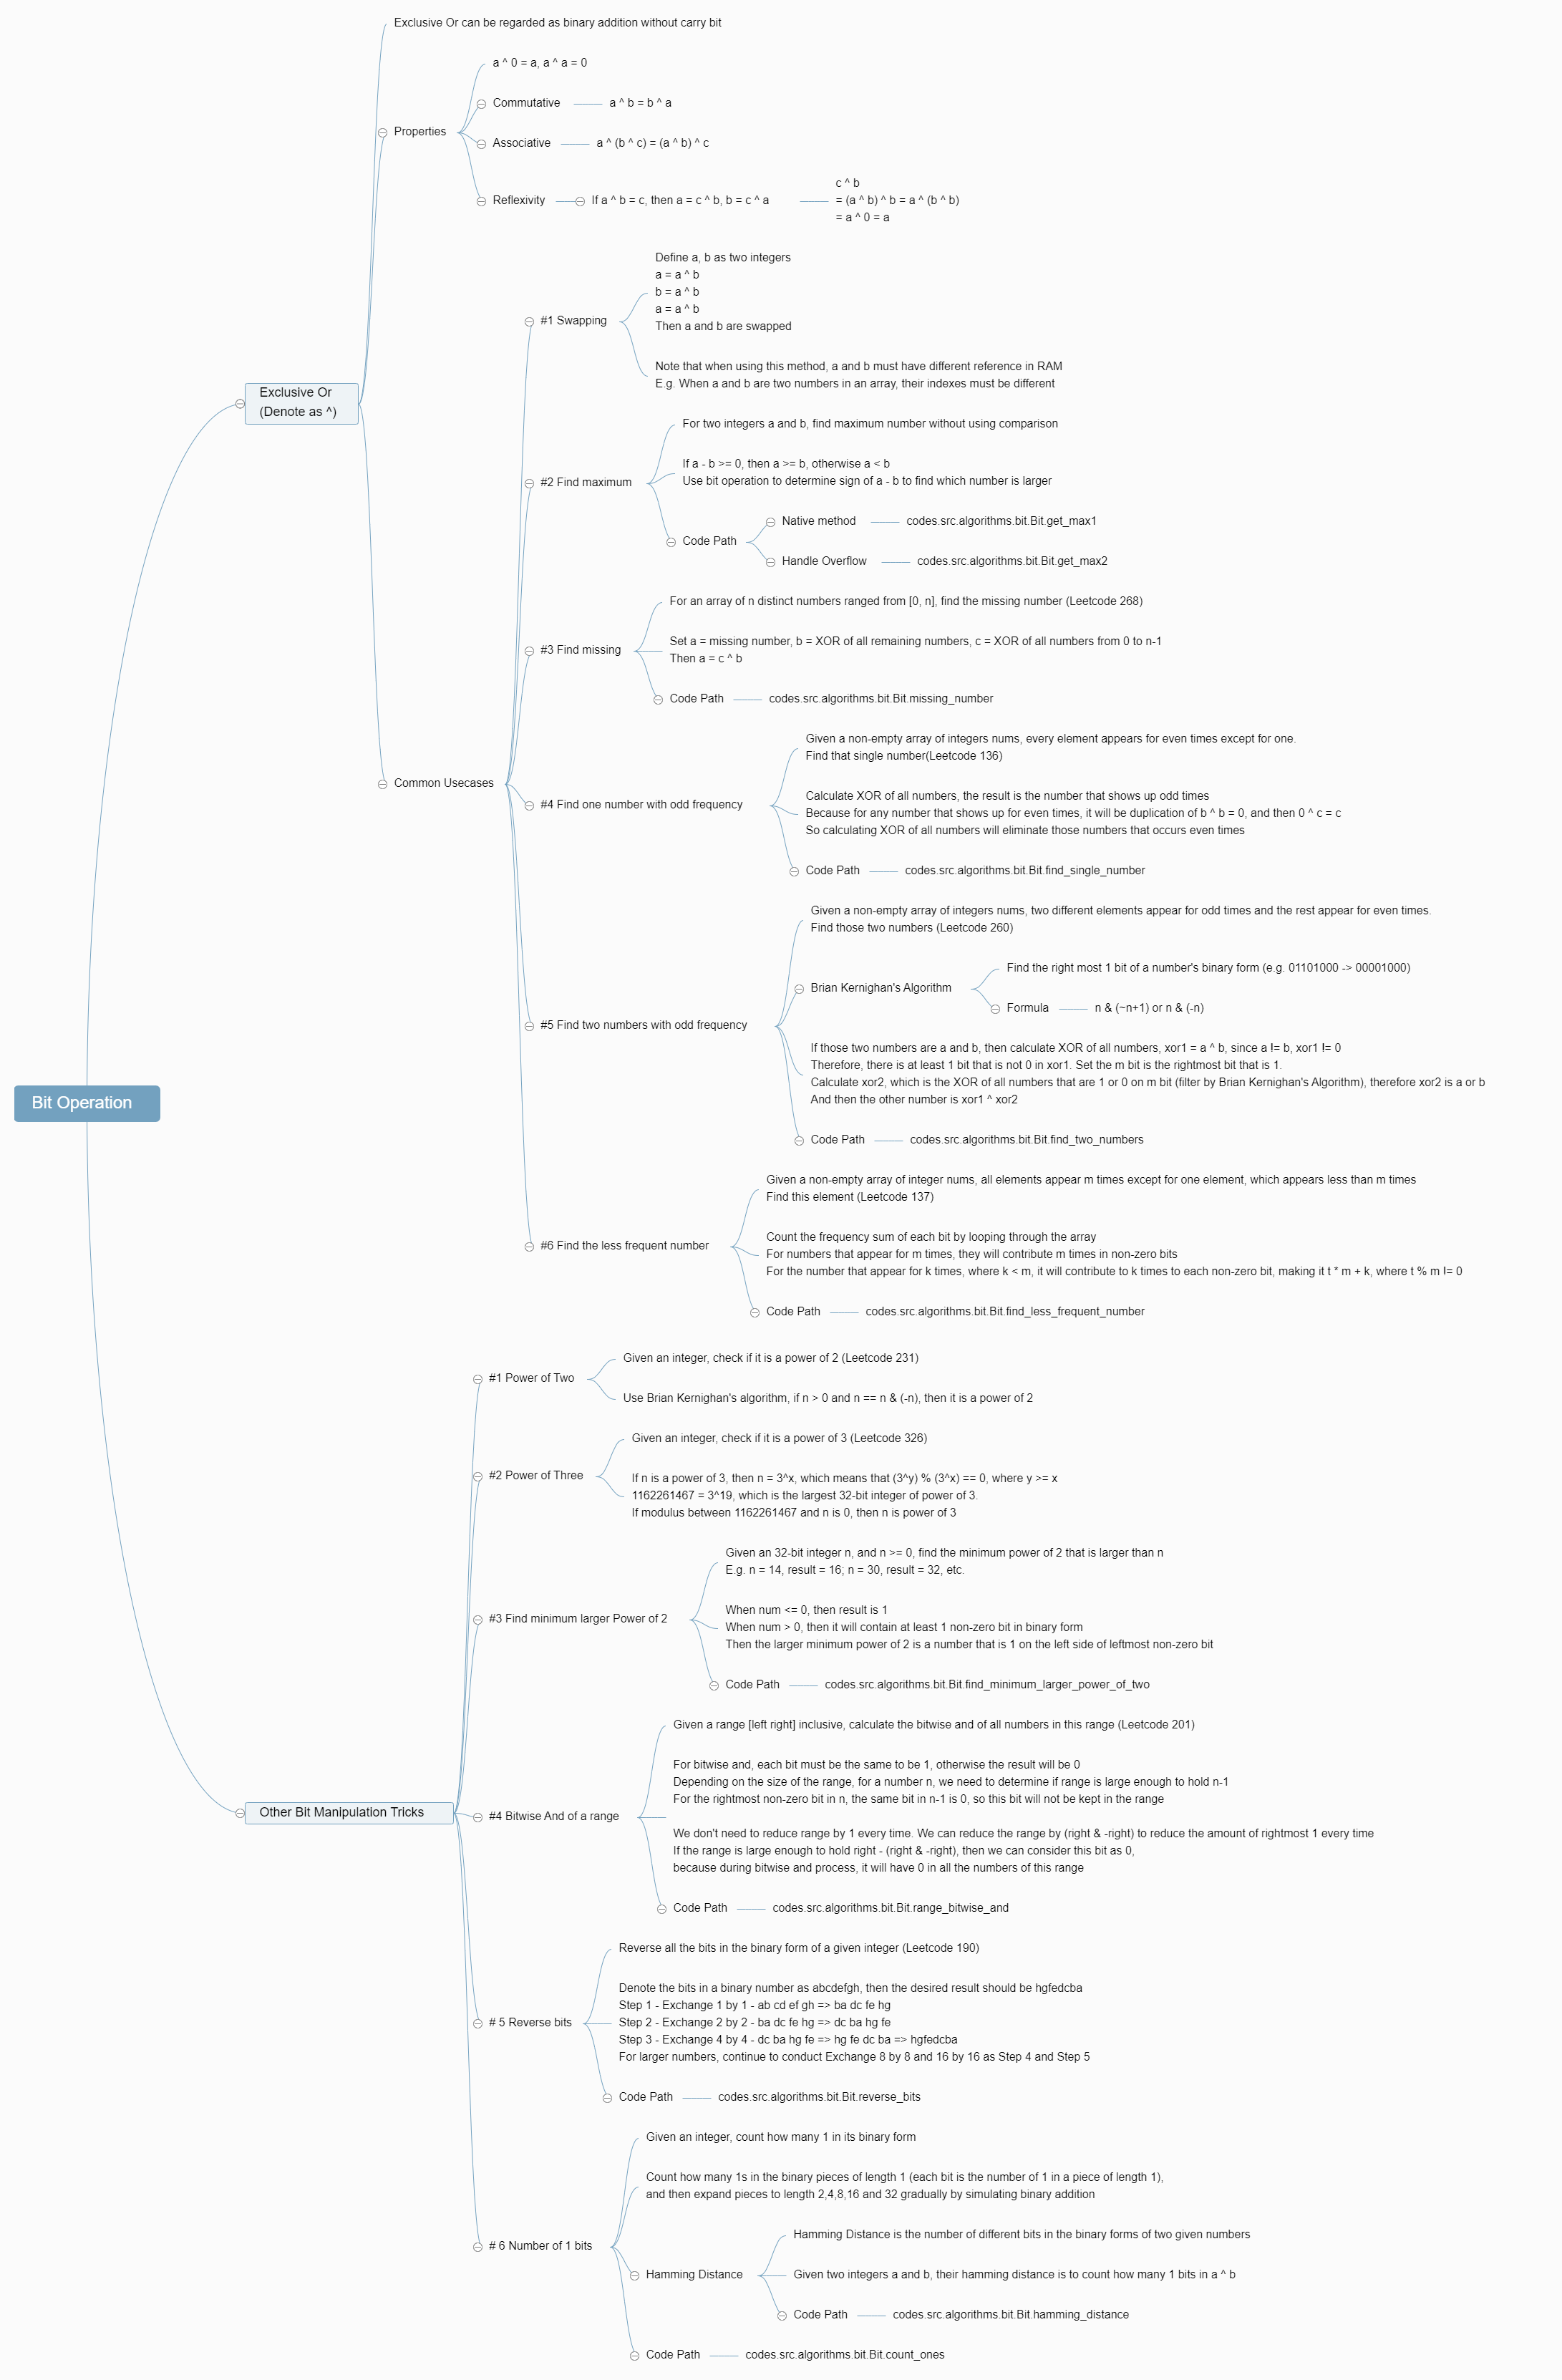 Bit Operation
Exclusive Or
(Denote as ^)
Exclusive Or can be regarded as binary addition without carry bit
Properties
a ^ 0 = a, a ^ a = 0
Commutative
a ^ b = b ^ a
Associative
a ^ (b ^ c) = (a ^ b) ^ c
Reflexivity
If a ^ b = c, then a = c ^ b, b = c ^ a
c ^ b
= (a ^ b) ^ b = a ^ (b ^ b)
= a ^ 0 = a
Common Usecases
#1 Swapping
Define a, b as two integers
a = a ^ b
b = a ^ b
a = a ^ b
Then a and b are swapped
Note that when using this method, a and b must have different reference in RAM
E.g. When a and b are two numbers in an array, their indexes must be different
#2 Find maximum
For two integers a and b, find maximum number without using comparison
If a - b >= 0, then a >= b, otherwise a < b
Use bit operation to determine sign of a - b to find which number is larger
Code Path
Native method
codes.src.algorithms.bit.Bit.get_max1
Handle Overflow
codes.src.algorithms.bit.Bit.get_max2
#3 Find missing
For an array of n distinct numbers ranged from [0, n], find the missing number (Leetcode 268)
Set a = missing number, b = XOR of all remaining numbers, c = XOR of all numbers from 0 to n-1
Then a = c ^ b
Code Path
codes.src.algorithms.bit.Bit.missing_number
#4 Find one number with odd frequency
Given a non-empty array of integers nums, every element appears for even times except for one.
Find that single number(Leetcode 136)
Calculate XOR of all numbers, the result is the number that shows up odd times
Because for any number that shows up for even times, it will be duplication of b ^ b = 0, and then 0 ^ c = c
So calculating XOR of all numbers will eliminate those numbers that occurs even times
Code Path
codes.src.algorithms.bit.Bit.find_single_number
#5 Find two numbers with odd frequency
Given a non-empty array of integers nums, two different elements appear for odd times and the rest appear for even times.
Find those two numbers (Leetcode 260)
Brian Kernighan's Algorithm
Find the right most 1 bit of a number's binary form (e.g. 01101000 -> 00001000)
Formula
n & (~n+1) or n & (-n)
If those two numbers are a and b, then calculate XOR of all numbers, xor1 = a ^ b, since a != b, xor1 != 0
Therefore, there is at least 1 bit that is not 0 in xor1. Set the m bit is the rightmost bit that is 1.
Calculate xor2, which is the XOR of all numbers that are 1 or 0 on m bit (filter by Brian Kernighan's Algorithm), therefore xor2 is a or b
And then the other number is xor1 ^ xor2
Code Path
codes.src.algorithms.bit.Bit.find_two_numbers
#6 Find the less frequent number
Given a non-empty array of integer nums, all elements appear m times except for one element, which appears less than m times
Find this element (Leetcode 137)
Count the frequency sum of each bit by looping through the array
For numbers that appear for m times, they will contribute m times in non-zero bits
For the number that appear for k times, where k < m, it will contribute to k times to each non-zero bit, making it t * m + k, where t % m != 0
Code Path
codes.src.algorithms.bit.Bit.find_less_frequent_number
Other Bit Manipulation Tricks
#1 Power of Two
Given an integer, check if it is a power of 2 (Leetcode 231)
Use Brian Kernighan's algorithm, if n > 0 and n == n & (-n), then it is a power of 2
#2 Power of Three
Given an integer, check if it is a power of 3 (Leetcode 326)
If n is a power of 3, then n = 3^x, which means that (3^y) % (3^x) == 0, where y >= x
1162261467 = 3^19, which is the largest 32-bit integer of power of 3.
If modulus between 1162261467 and n is 0, then n is power of 3
#3 Find minimum larger Power of 2
Given an 32-bit integer n, and n >= 0, find the minimum power of 2 that is larger than n
E.g. n = 14, result = 16; n = 30, result = 32, etc.
When num <= 0, then result is 1
When num > 0, then it will contain at least 1 non-zero bit in binary form
Then the larger minimum power of 2 is a number that is 1 on the left side of leftmost non-zero bit
Code Path
codes.src.algorithms.bit.Bit.find_minimum_larger_power_of_two
#4 Bitwise And of a range
Given a range [left right] inclusive, calculate the bitwise and of all numbers in this range (Leetcode 201)
For bitwise and, each bit must be the same to be 1, otherwise the result will be 0
Depending on the size of the range, for a number n, we need to determine if range is large enough to hold n-1
For the rightmost non-zero bit in n, the same bit in n-1 is 0, so this bit will not be kept in the range
We don't need to reduce range by 1 every time. We can reduce the range by (right & -right) to reduce the amount of rightmost 1 every time
If the range is large enough to hold right - (right & -right), then we can consider this bit as 0,
because during bitwise and process, it will have 0 in all the numbers of this range
Code Path
codes.src.algorithms.bit.Bit.range_bitwise_and
# 5 Reverse bits
Reverse all the bits in the binary form of a given integer (Leetcode 190)
Denote the bits in a binary number as abcdefgh, then the desired result should be hgfedcba
Step 1 - Exchange 1 by 1 - ab cd ef gh => ba dc fe hg
Step 2 - Exchange 2 by 2 - ba dc fe hg => dc ba hg fe
Step 3 - Exchange 4 by 4 - dc ba hg fe => hg fe dc ba => hgfedcba
For larger numbers, continue to conduct Exchange 8 by 8 and 16 by 16 as Step 4 and Step 5
Code Path
codes.src.algorithms.bit.Bit.reverse_bits
# 6 Number of 1 bits
Given an integer, count how many 1 in its binary form
Count how many 1s in the binary pieces of length 1 (each bit is the number of 1 in a piece of length 1),
and then expand pieces to length 2,4,8,16 and 32 gradually by simulating binary addition
Hamming Distance
Hamming Distance is the number of different bits in the binary forms of two given numbers
Given two integers a and b, their hamming distance is to count how many 1 bits in a ^ b
Code Path
codes.src.algorithms.bit.Bit.hamming_distance
Code Path
codes.src.algorithms.bit.Bit.count_ones